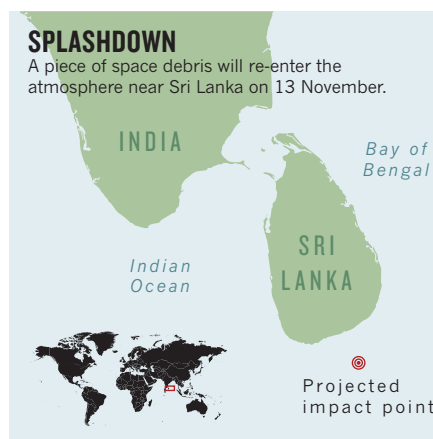 SPLASHDOWN
A piece of space debris will re-enter the
atmosphere near Sri Lanka on 13 November.
INDIA
Bay of
Bengal
SRI
LANKA
Indian
Ocean
Projected
impact point